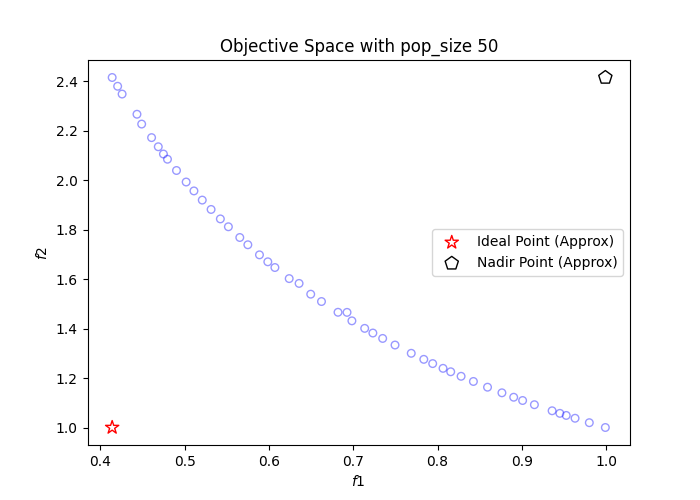 Objective Space with pop_size 50
f2
2.4
2.2
2.0
1.8
1.6
1.4
1.2
1.0
Ideal Point (Approx)
Nadir Point (Approx)
0.4 0.5 0.6 0.7 0.8 0.9 1.0
f1